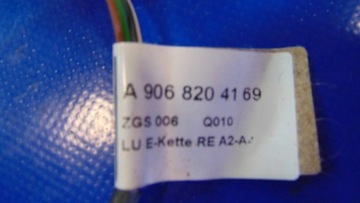 A 906 820 41 69
ZGS 006 Q010
LU E-Kette RE A2-A